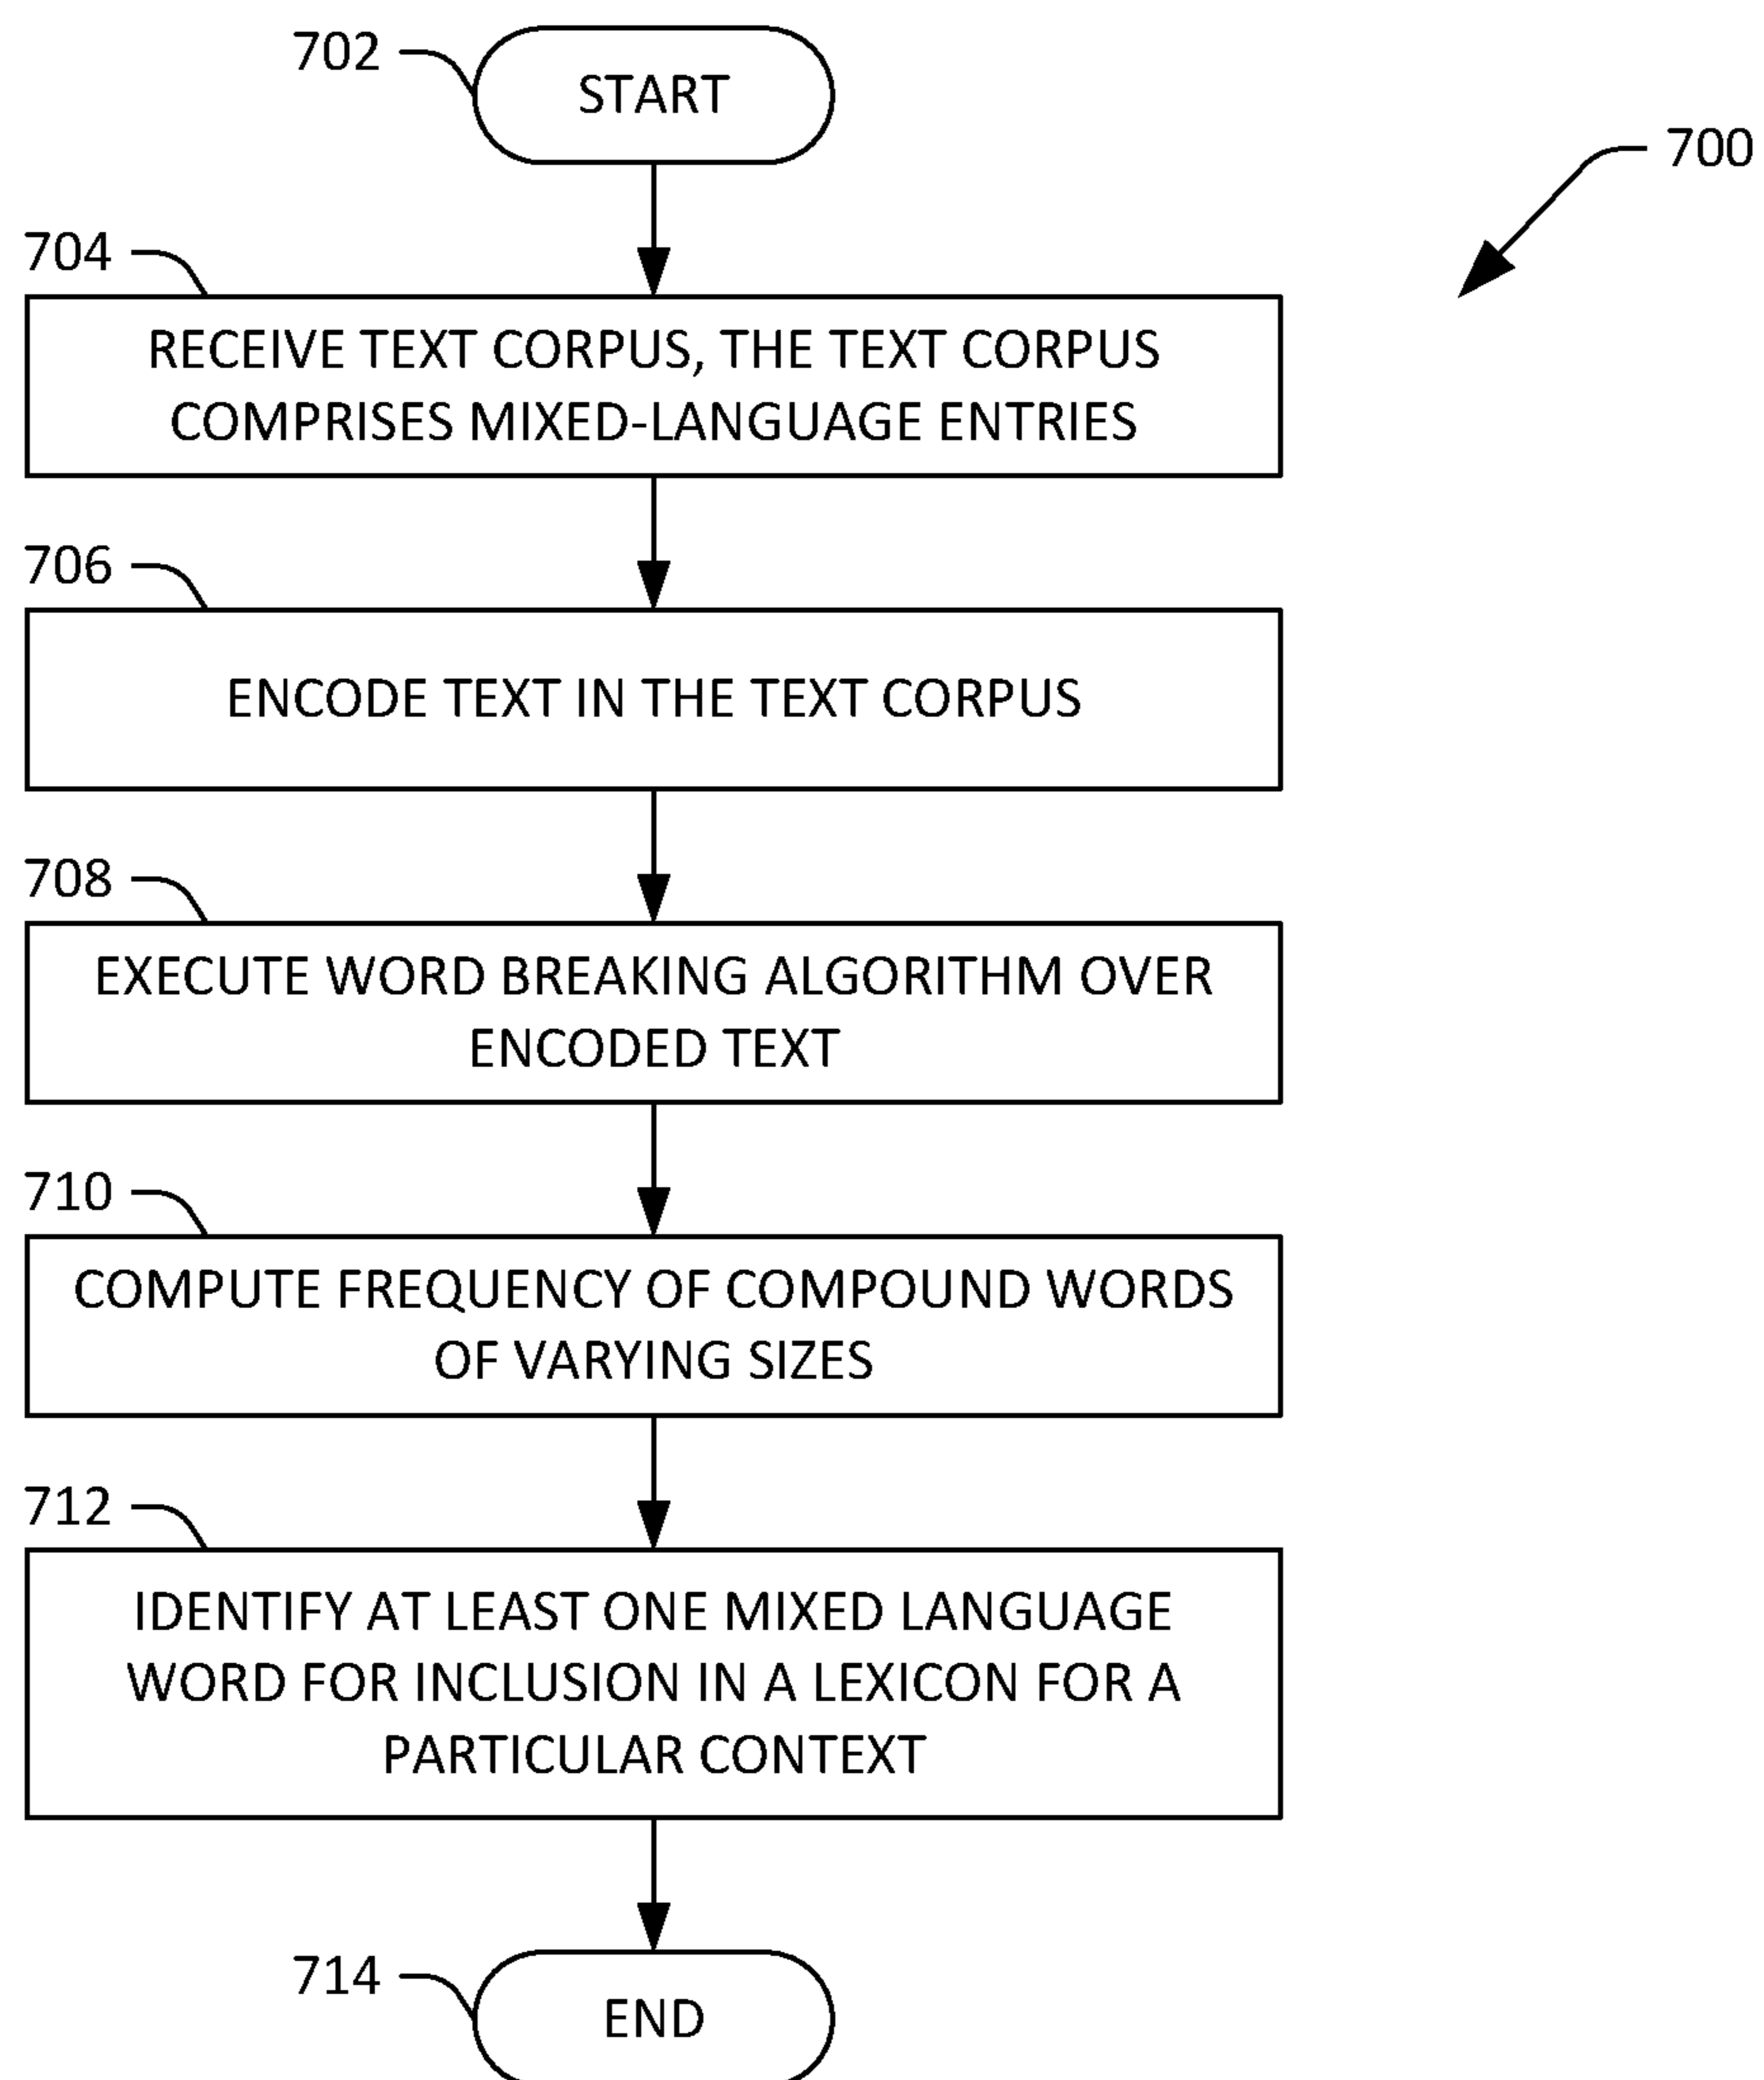 702
START
700
704
RECEIVE TEXT CORPUS, THE TEXT CORPUS
COMPRISES MIXED-LANGUAGE ENTRIES
706
ENCODE TEXT IN THE TEXT CORPUS
708
EXECUTE WORD BREAKING ALGORITHM OVER
ENCODED TEXT
710
COMPUTE FREQUENCY OF COMPOUND WORDS
OF VARYING SIZES
712
IDENTIFY AT LEAST ONE MIXED LANGUAGE
WORD FOR INCLUSION IN A LEXICON FOR A
PARTICULAR CONTEXT
714
END